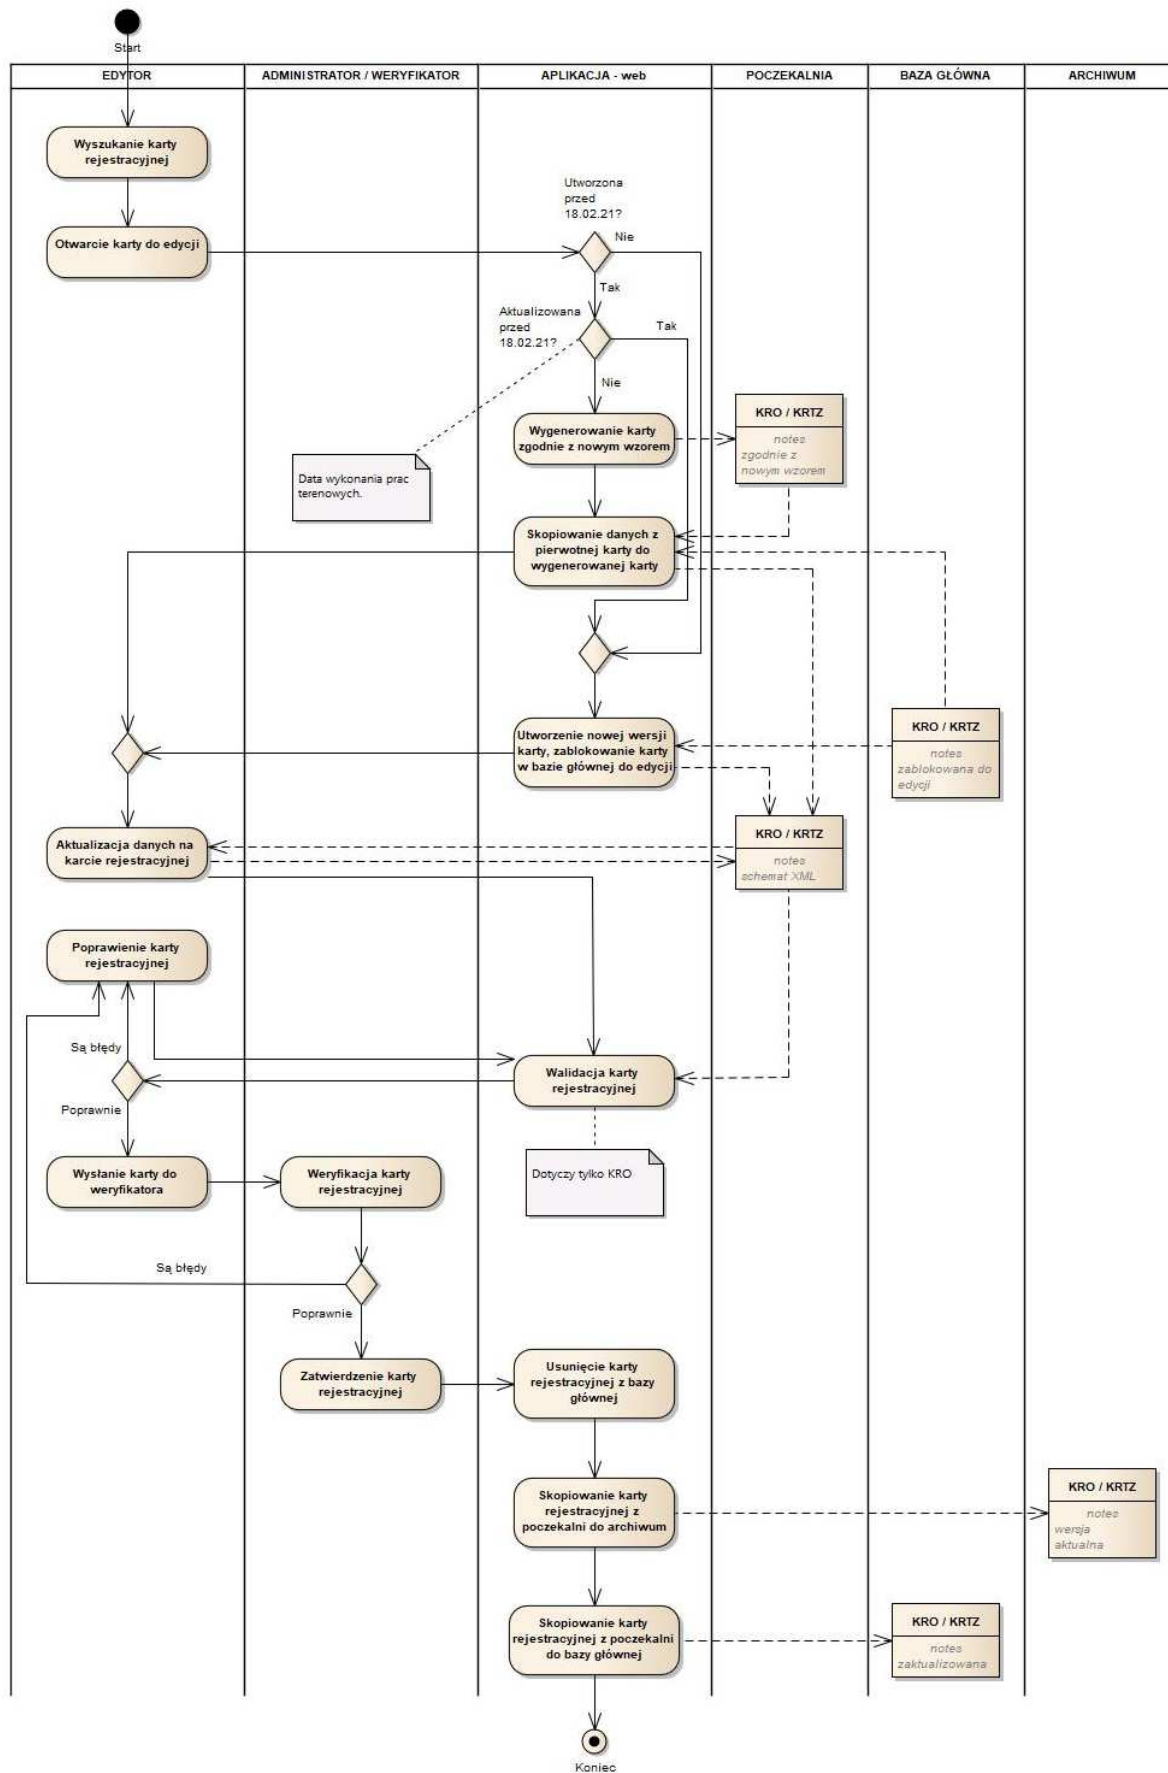 Start
EDYTOR
ADMINISTRATOR / WERYFIKATOR
APLIKACJA - web
POCZEKALNIA
BAZA GŁÓWNA
ARCHIWUM
Wyszukanie karty
rejestracyjnej
Otwarcie karty do edycji
Utworzona
przed
18.02.21?
Nie
Tak
Aktualizowana
przed
18.02.21?
Tak
Nie
Data wykonania prac
terenowych.
Wygenerowanie karty
zgodnie z nowym wzorem
KRO / KRTZ
notes
zgodnie z
nowym wzorem
Skopiowanie danych z
pierwotnej karty do
wygenerowanej karty
Utworzenie nowej wersji
karty, zablokowanie karty
w bazie głównej do edycji
KRO / KRTZ
notes
zablokowana do
edycji
Aktualizacja danych na
karcie rejestracyjnej
KRO / KRTZ
notes
schemat XML
Poprawienie karty
rejestracyjnej
Są błędy
Poprawnie
Walidacja karty
rejestracyjnej
Dotyczy tylko KRO
Wysłanie karty do
weryfikatora
Weryfikacja karty
rejestracyjnej
Są błędy
Poprawnie
Zatwierdzenie karty
rejestracyjnej
Usunięcie karty
rejestracyjnej z bazy
głównej
Skopiowanie karty
rejestracyjnej z
poczekalni do archiwum
KRO / KRTZ
notes
wersja
aktualna
Skopiowanie karty
rejestracyjnej z poczekalni
do bazy głównej
KRO / KRTZ
notes
zaktualizowana
Koniec